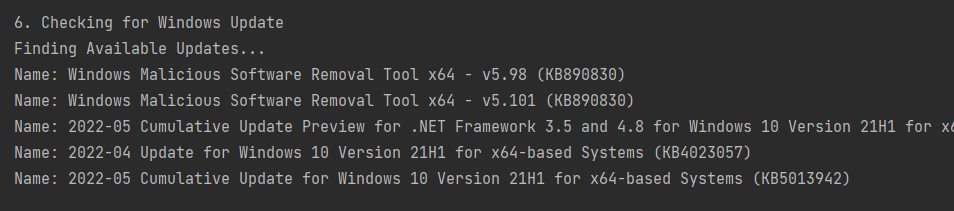 6. Checking for Windows Update
Finding Available Updates...
Name: Windows Malicious Software Removal Tool x64 - v5.98 (KB890830)
Name: Windows Malicious Software Removal Tool x64 - v5.101 (KB890830)
Name: 2022-05 Cumulative Update Preview for .NET Framework 3.5 and 4.8 for Windows 10 Version 21H1 for
Name: 2022-04 Update for Windows 10 Version 21H1 for x64-based Systems (KB4023057)
Name: 2022-05 Cumulative Update for Windows 10 Version 21H1 for x64-based Systems (KB5013942)